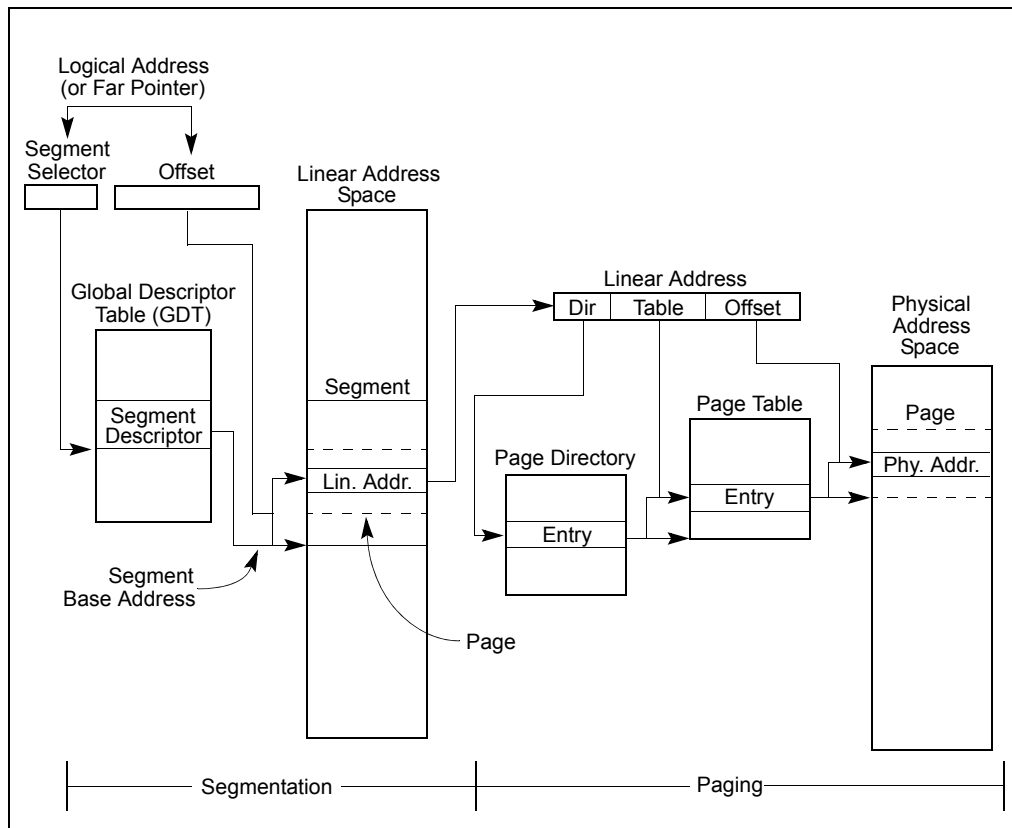 Logical Address
(or Far Pointer)
Segment
Selector
Offset
Linear Address
Space
Global Descriptor
Table (GDT)
Segment
Descriptor
Segment
Lin. Addr.
Segment
Base Address
Page
Linear Address
Dir
Table
Offset
Page Directory
Entry
Page Table
Entry
Physical
Address
Space
Page
Phy. Addr.
Segmentation
Paging